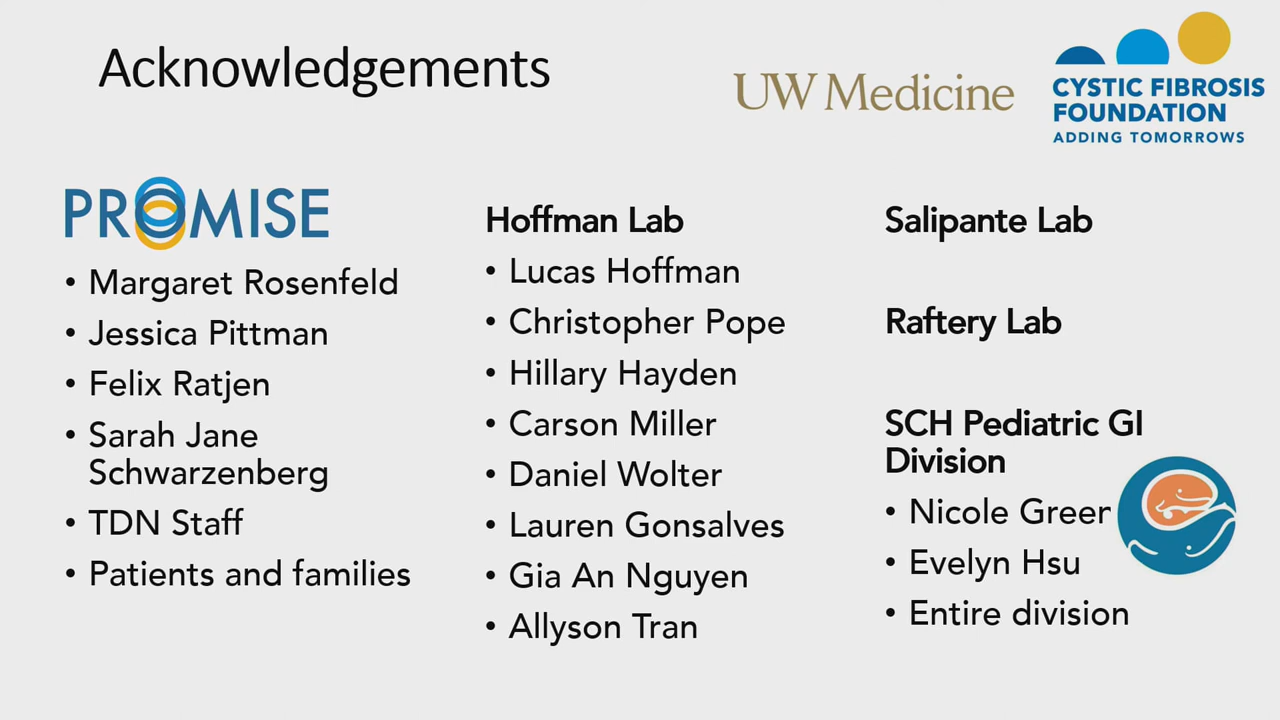 Acknowledgements
UW Medicine
CYSTIC FIBROSIS
FOUNDATION
ADDING TOMORROWS
PROMISE
• Margaret Rosenfeld
• Jessica Pittman
• Felix Ratjen
• Sarah Jane
Schwarzenberg
• TDN Staff
• Patients and families
Hoffman Lab
• Lucas Hoffman
• Christopher Pope
• Hillary Hayden
• Carson Miller
• Daniel Wolter
• Lauren Gonsalves
• Gia An Nguyen
• Allyson Tran
Salipante Lab
Raftery Lab
SCH Pediatric GI
Division
• Nicole
• Evelyn Hsu
• Entire division